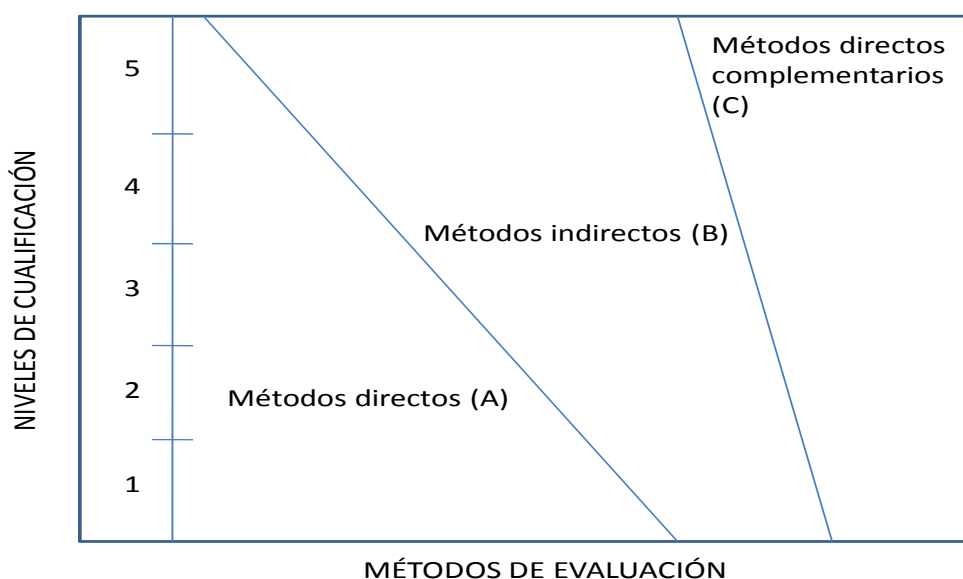 NIVELES DE CUALIFICACIÓN
5
4
3
2
1
Métodos directos
complementarios
(C)
Métodos indirectos (B)
Métodos directos (A)
MÉTODOS DE EVALUACIÓN